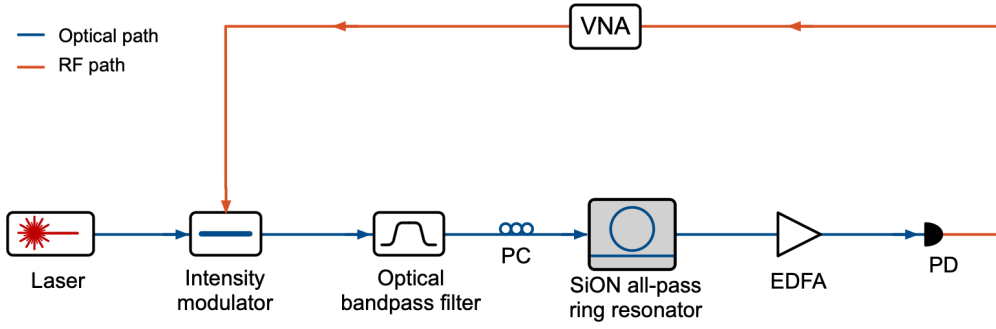 VNA
Optical path
RF path
PC
Laser
Intensity
modulator
Optical
bandpass filter
SiON all-pass
ring resonator
EDFA
PD